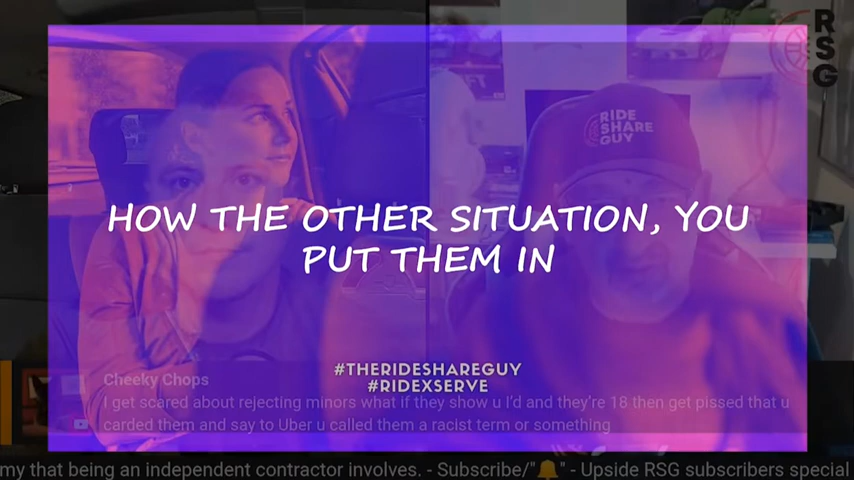 RSG
RIDE
SHARE
GUY
HOW THE OTHER SITUATION, YOU
PUT THEM IN
#THERIDESHAREGUY
#RIDEXSERVE
Cheeky Chops
I get scared about rejecting minors what if they show u I'd and they're 18 then get pissed that u
carded them and say to Uber u called them a racist term or something
my that being an independent contractor involves. - Subscribe/"🔔" - Upside RSG subscribers special